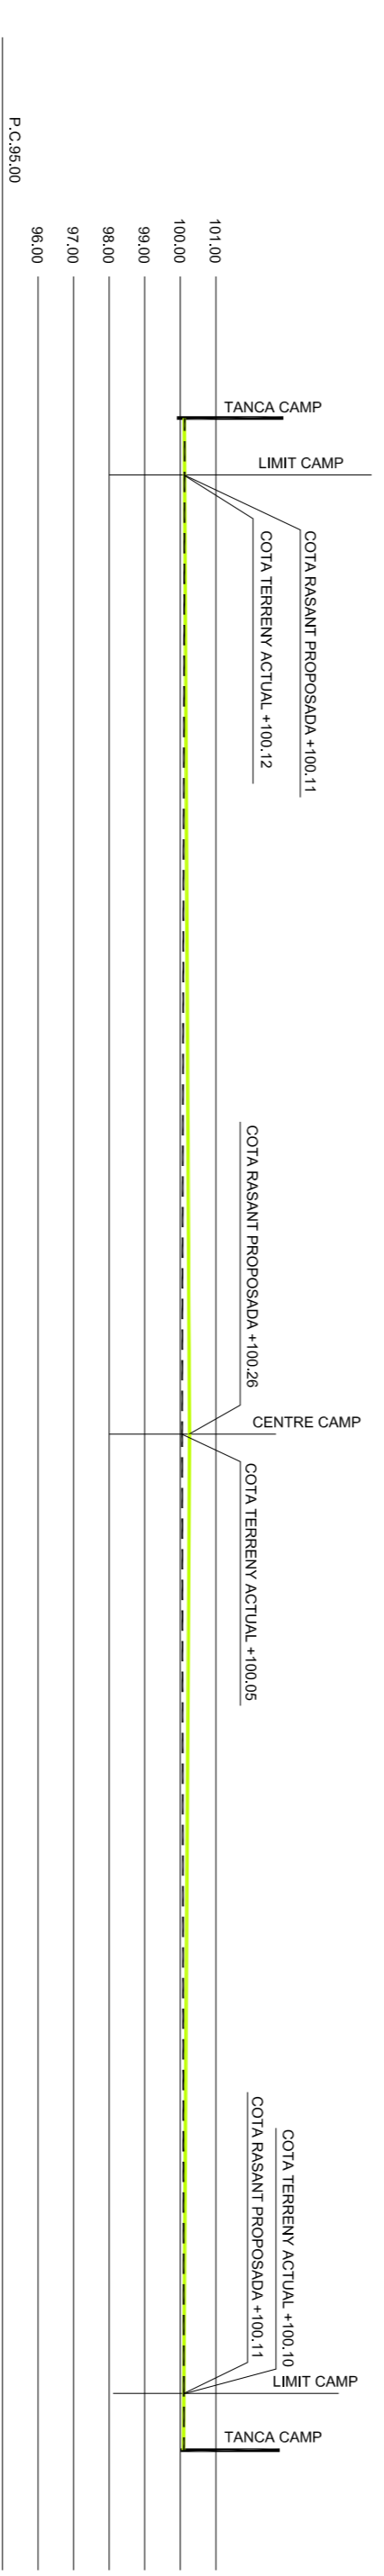 P.C.95.00
96.00
97.00
98.00
99.00
100.00
101.00
TANCA CAMP
LIMIT CAMP
COTA RASANT PROPOSADA +100.11
COTA TERRENY ACTUAL +100.12
COTA RASANT PROPOSADA +100.26
CENTRE CAMP
COTA TERRENY ACTUAL +100.05
COTA TERRENY ACTUAL +100.10
COTA RASANT PROPOSADA +100.11
LIMIT CAMP
TANCA CAMP